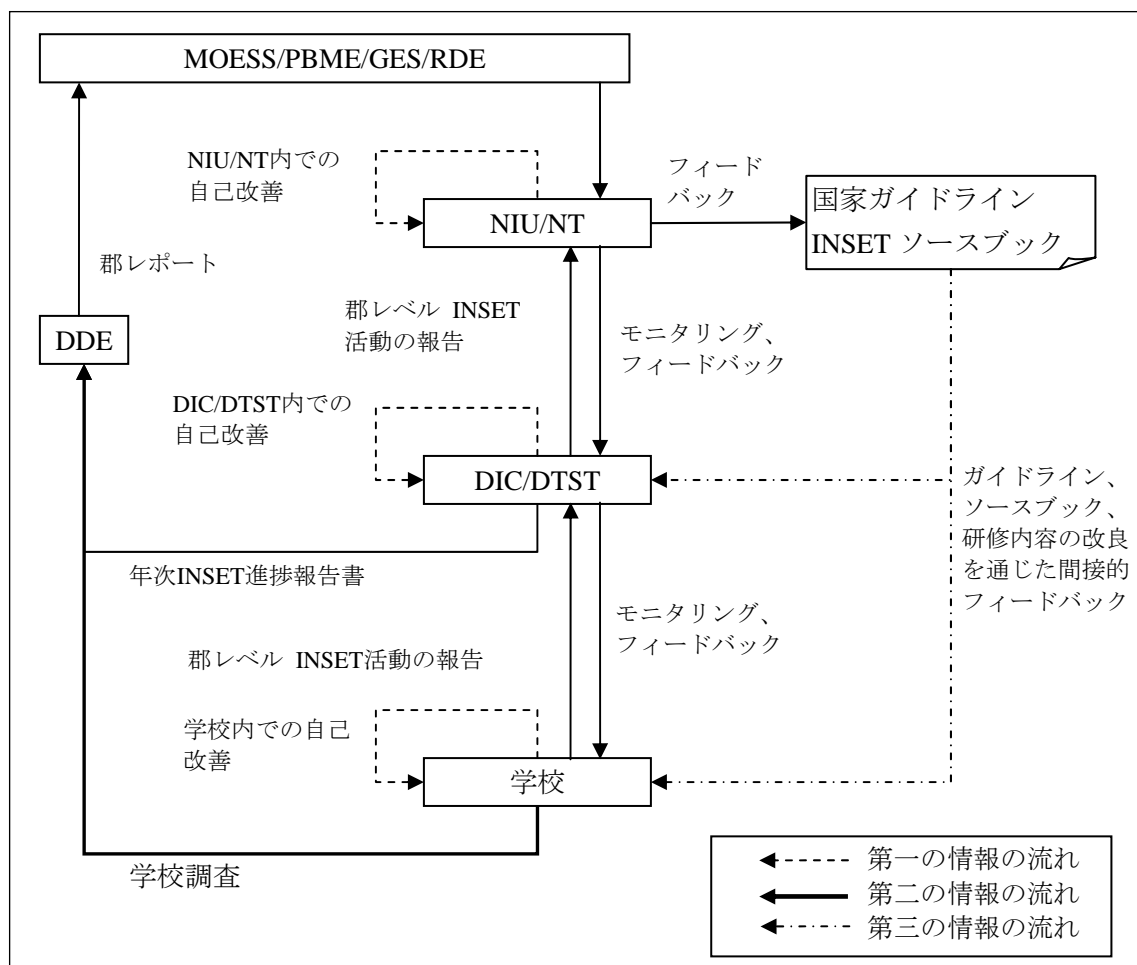 MOESS/PBME/GES/RDE
NIU/NT内での
自己改善
フィード
バック
国家ガイドライン
INSET ソースブック
NIU/NT
郡レポート
郡レベル INSET
活動の報告
モニタリング、
フィードバック
DDE
DIC/DTST内での
自己改善
DIC/DTST
ガイドライン、
ソースブック、
研修内容の改良
を通じた間接的
フィードバック
年次INSET進捗報告書
モニタリング、
フィードバック
郡レベル INSET活動の報告
学校内での自己
改善
学校
学校調査
第一の情報の流れ
第二の情報の流れ
第三の情報の流れ